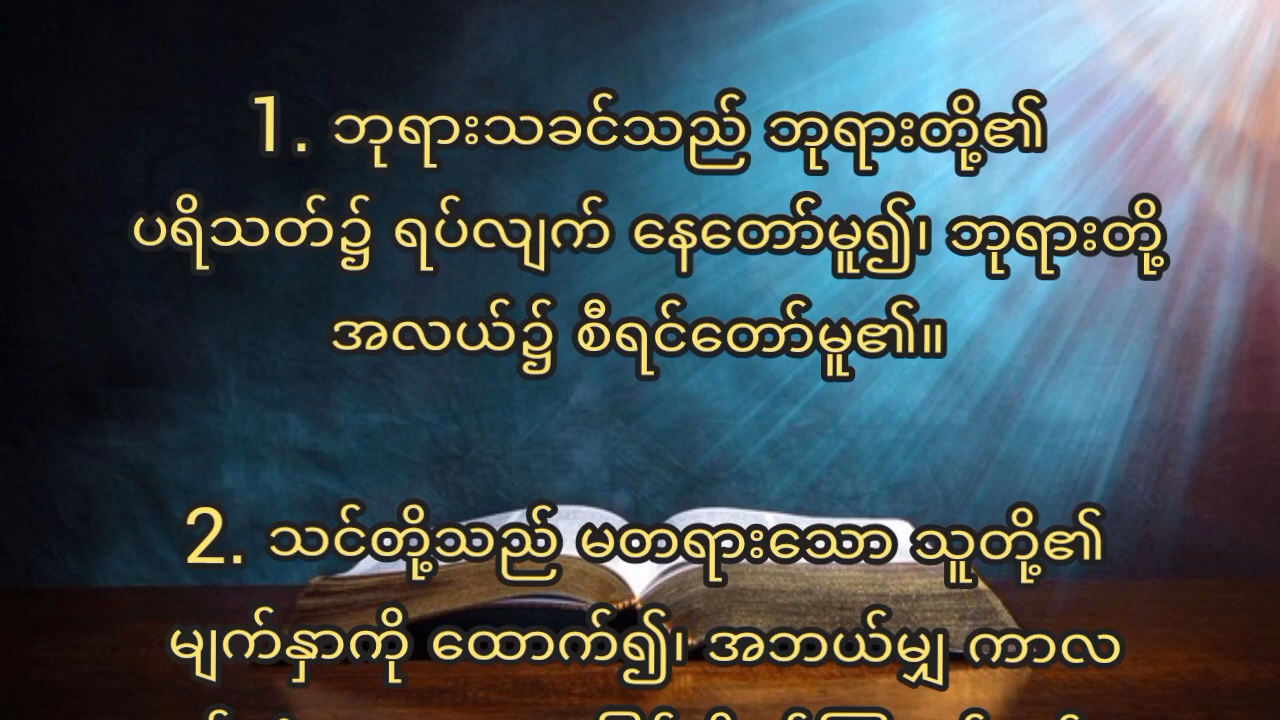 1. ဘုရားသခင်သည် ဘုရားတို့၏
ပရိသတ်၌ ရပ်လျက် နေတော်မူ၍၊ ဘုရားတို့
အလယ်၌ စီရင်တော်မူ၏။
2. သင်တို့သည် မတရားသော သူတို့၏
မျက်နှာကို ထောက်၍၊ အဘယ်မျှ ကာလ